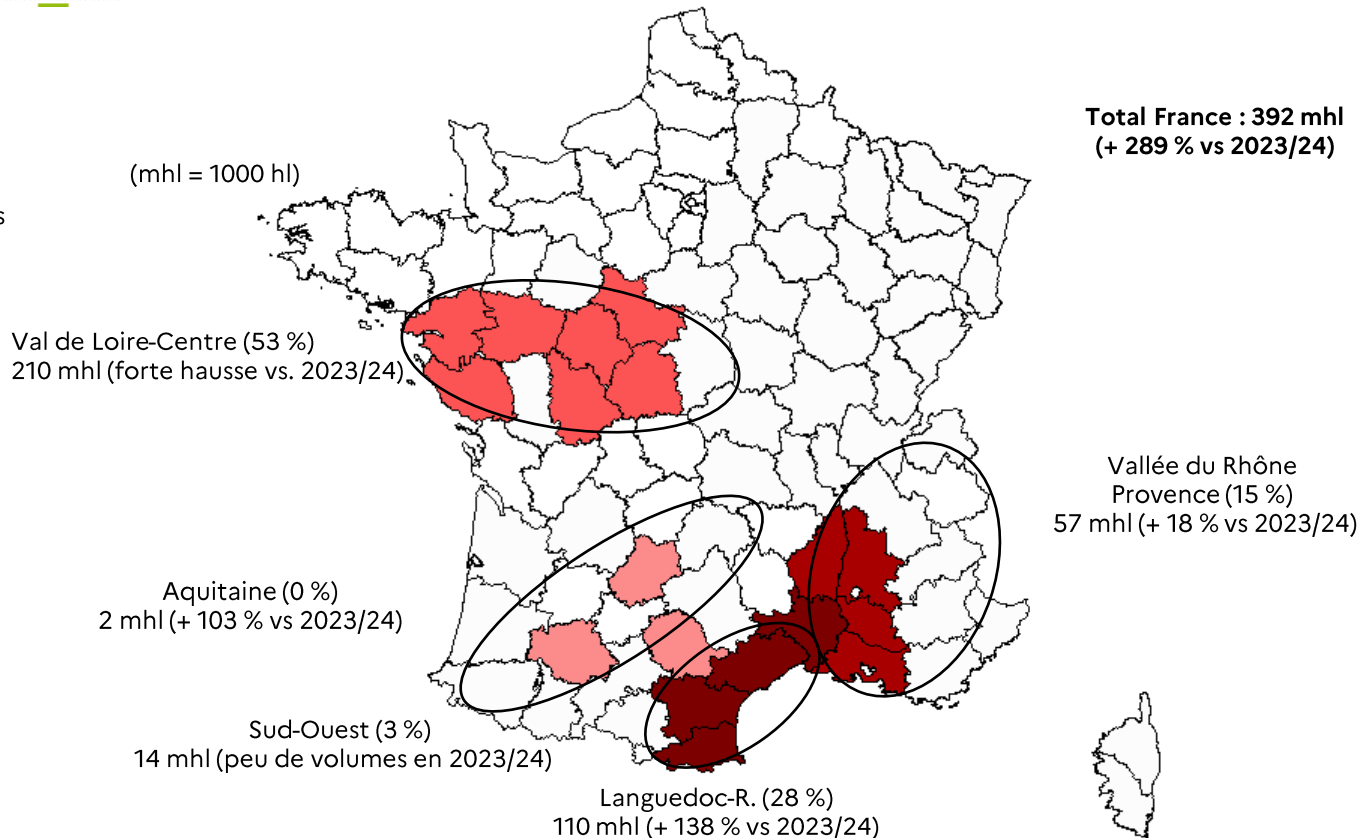 Total France : 392 mhl
(+ 289 % vs 2023/24)
(mhl = 1000 hl)
s
Val de Loire-Centre (53 %)
210 mhl (forte hausse vs. 2023/24)
Vallée du Rhône
Provence (15 %)
57 mhl (+ 18 % vs 2023/24)
Aquitaine (0 %)
2 mhl (+ 103 % vs 2023/24)
Sud-Ouest (3 %)
14 mhl (peu de volumes en 2023/24)
Languedoc-R. (28 %)
110 mhl (+ 138 % vs 2023/24)